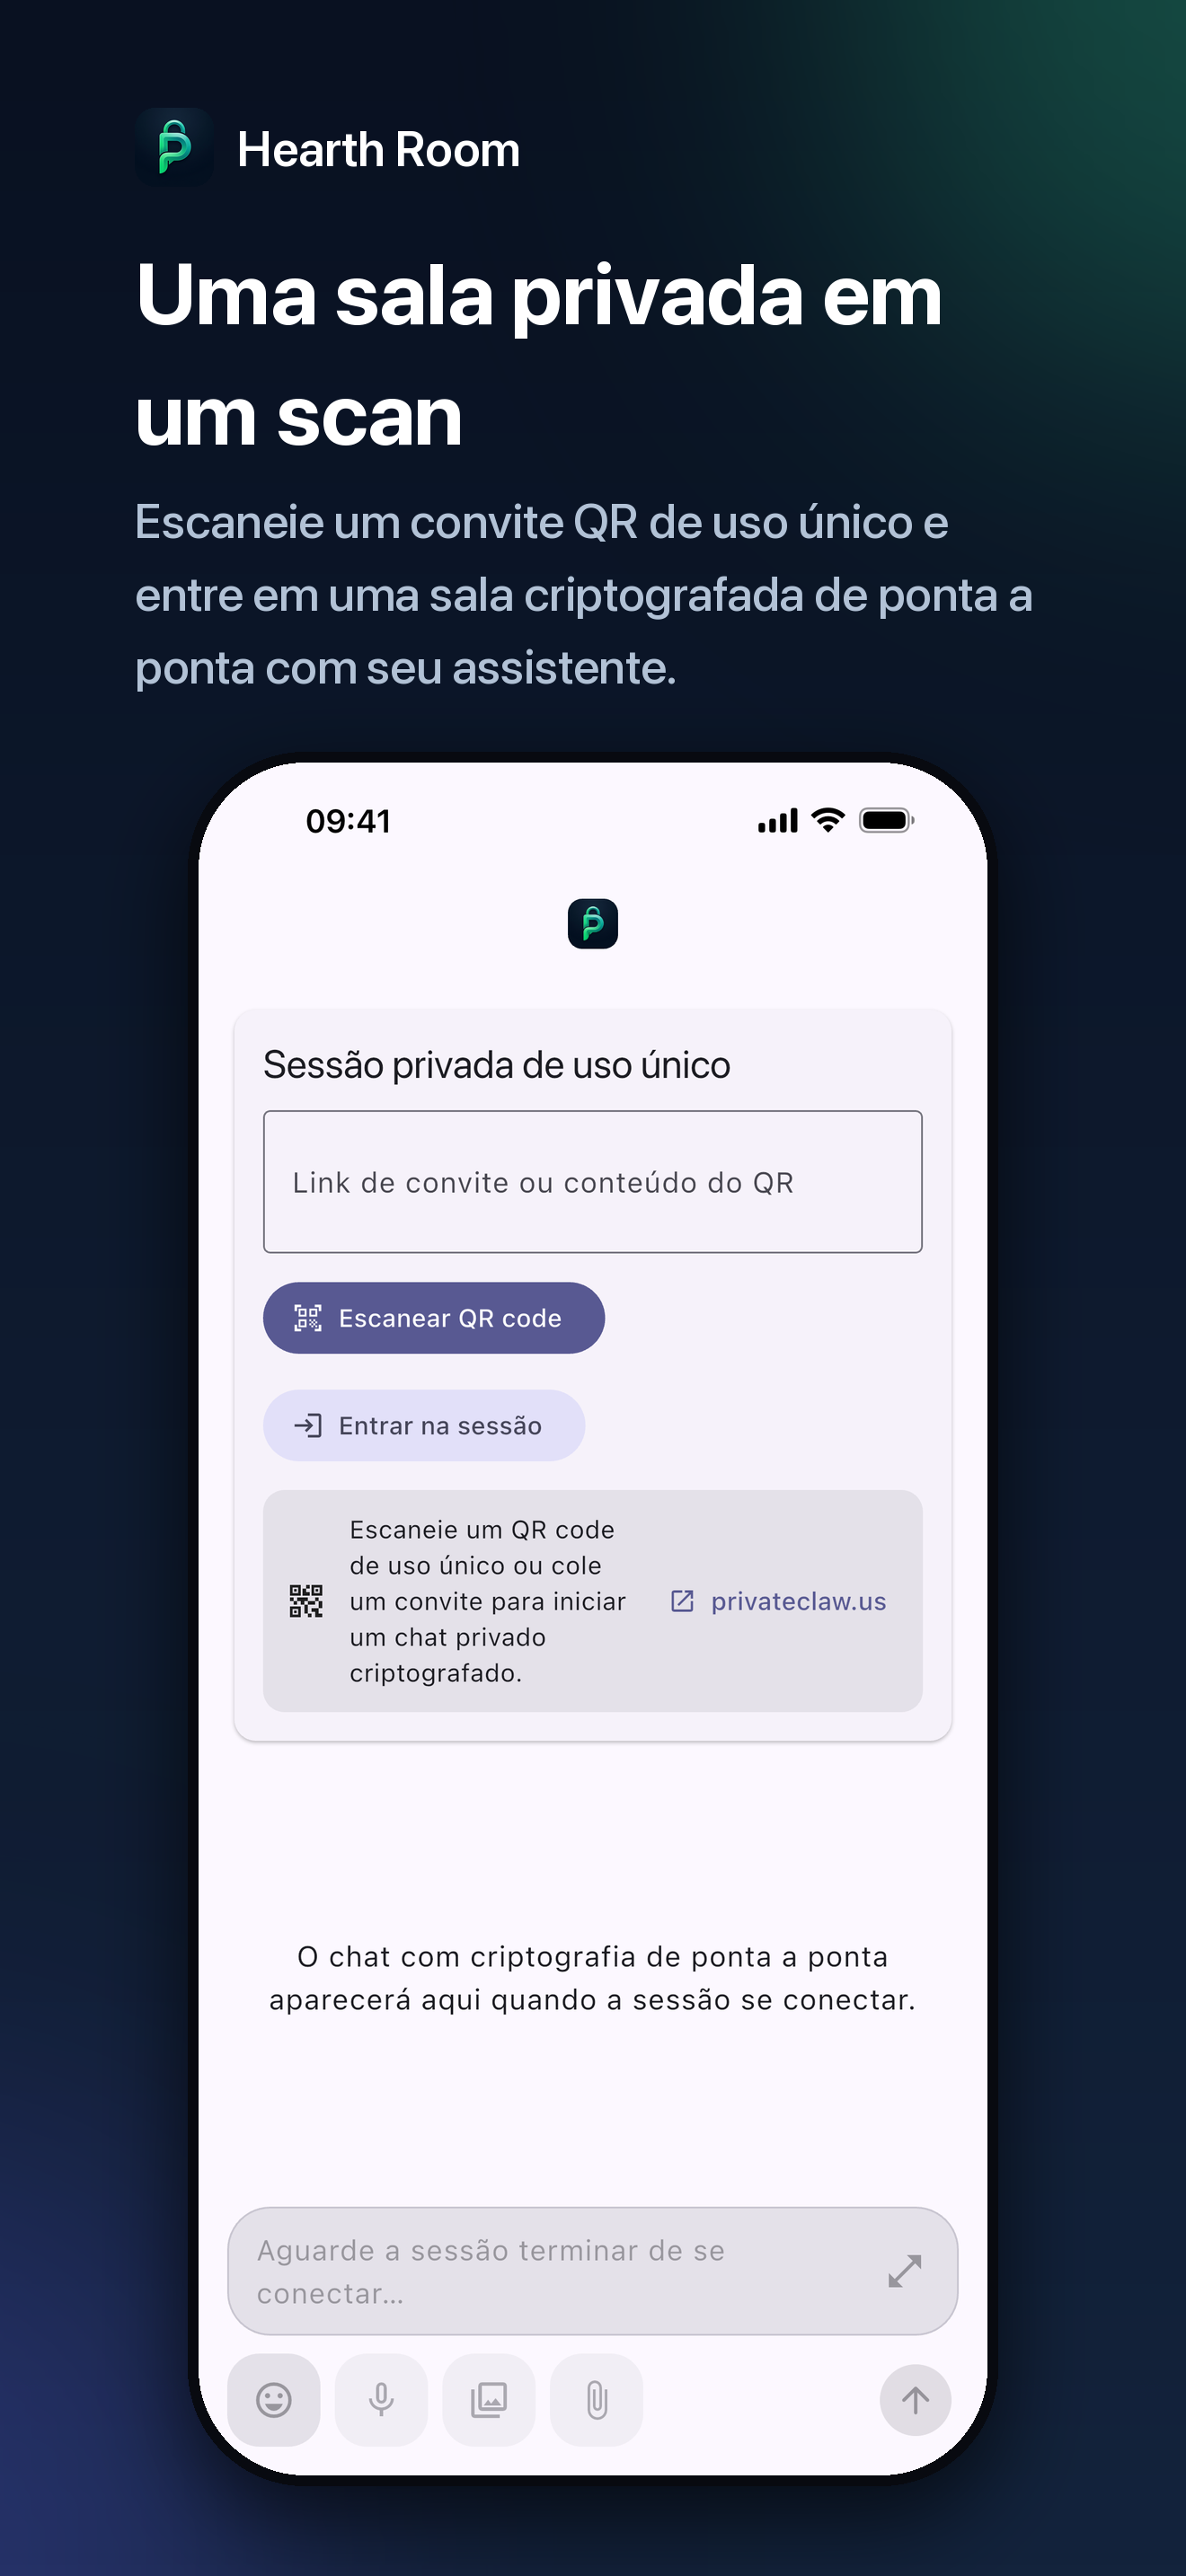 Hearth Room
Uma sala privada em
um scan
Escaneie um convite QR de uso único e
entre em uma sala criptografada de ponta a
ponta com seu assistente.
09:41
Sessão privada de uso único
Link de convite ou conteúdo do QR
Escanear QR code
Entrar na sessão
Escaneie um QR code
de uso único ou cole
um convite para iniciar
um chat privado
criptografado.
privateclaw.us
O chat com criptografia de ponta a ponta
aparecerá aqui quando a sessão se conectar.
Aguarde a sessão terminar de se
conectar...